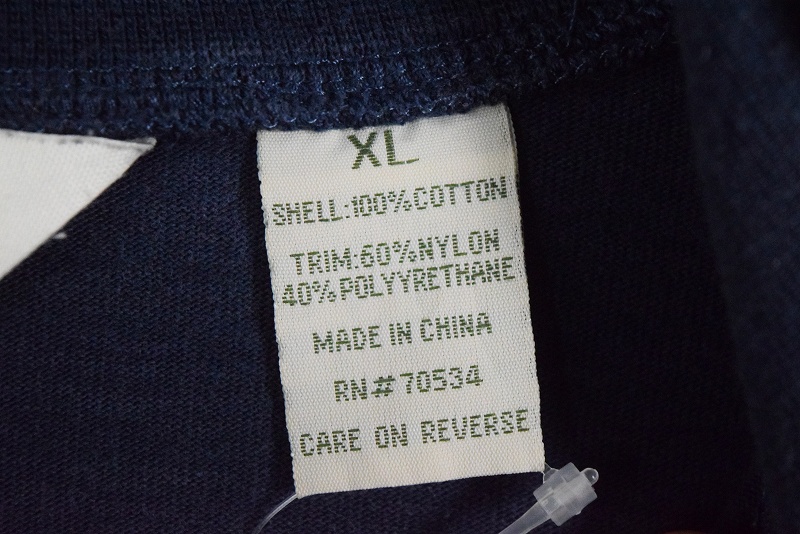 XL
SHELL:100%COTTON
TRIM:60%NYLON
40%POLYYRETHANE
MADE IN CHINA
RN#70534
CARE ON REVERSE